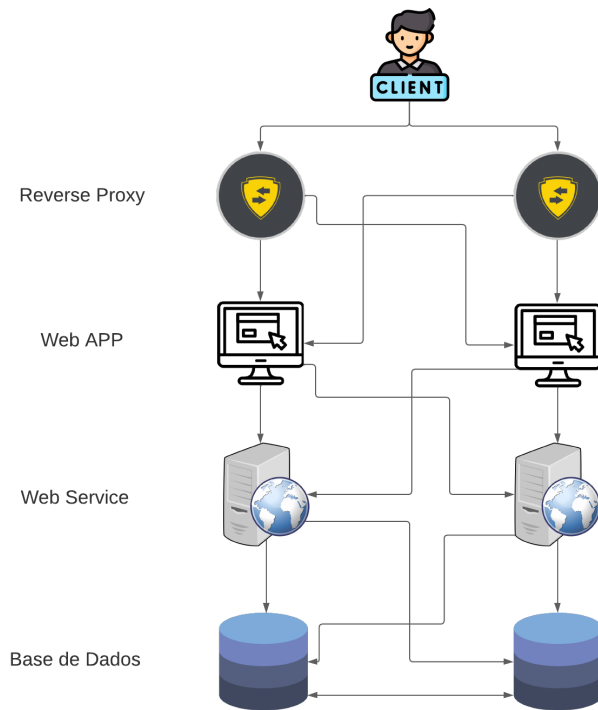 CLIENT
Reverse Proxy
Web APP
Web Service
Base de Dados